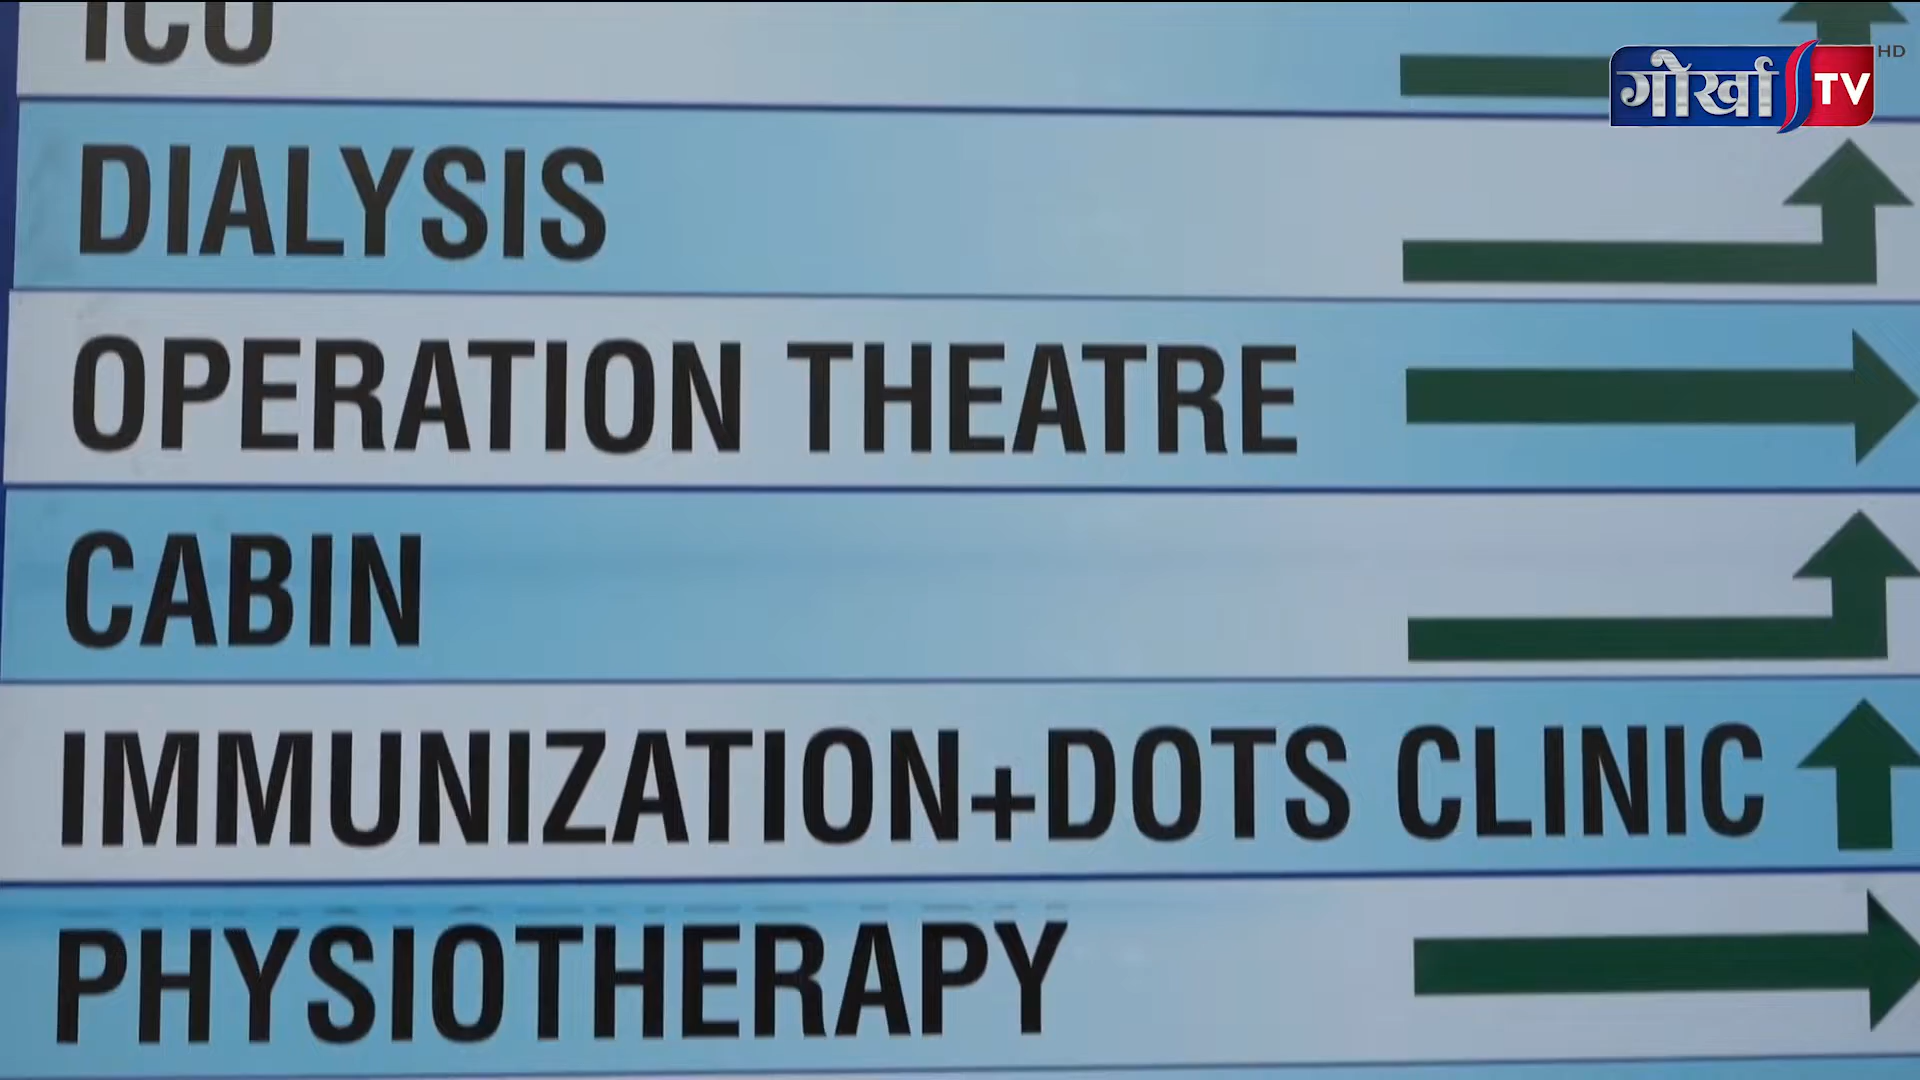 ICU
गोर्खा TV HD
DIALYSIS
OPERATION THEATRE
CABIN
IMMUNIZATION+DOTS CLINIC
PHYSIOTHERAPY